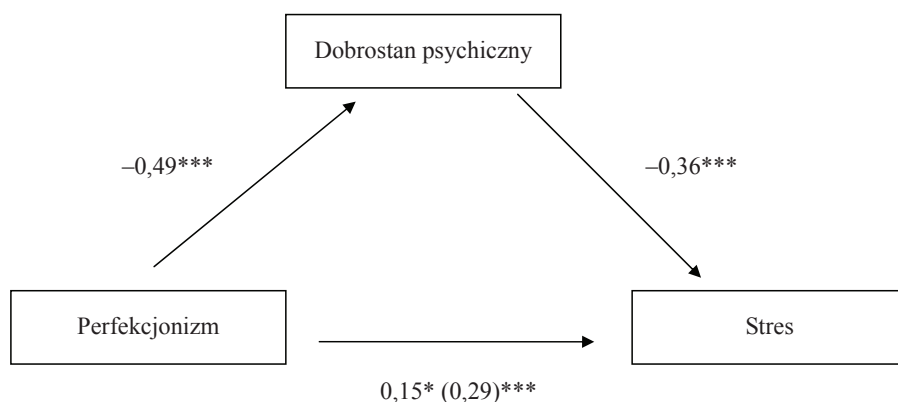 Dobrostan psychiczny
–0,49***
–0,36***
Perfekcjonizm
Stres
0,15* (0,29)***